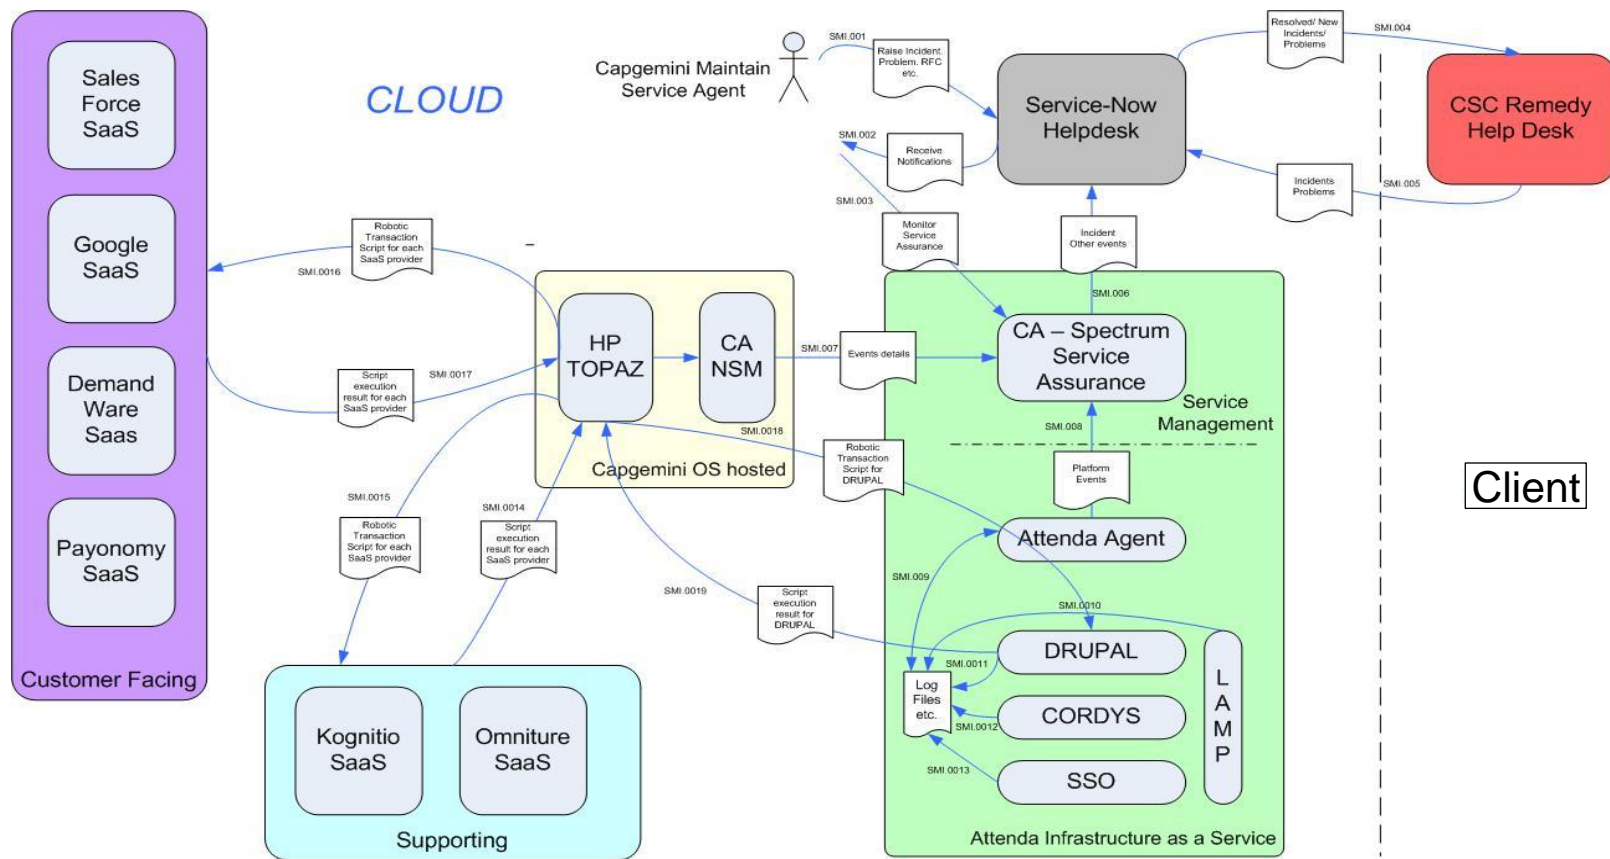 Sales
Force
SaaS
Google
SaaS
Demand
Ware
Saas
Payonomy
SaaS
Customer Facing
CLOUD
Capgemini Maintain
Service Agent
SMI.001
Raise Incident.
Problem. RFC
etc.
SMI.002
Receive
Notifications
SMI.003
Monitor
Service
Assurance
Service-Now
Helpdesk
Resolved/ New
Incidents/
Problems
SMI.004
CSC Remedy
Help Desk
Incidents
Problems
SMI.005
Incident
Other events
SMI.006
Robotic
Transaction
Script for each
SaaS provider
SMI.0016
–
Script
execution
result for each
SaaS provider
SMI.0017
HP
TOPAZ
CA
NSM
SMI.0018
Capgemini OS hosted
SMI.007
Events details
CA – Spectrum
Service
Assurance
Service
Management
SMI.008
Platform
Events
Robotic
Transaction
Script for
DRUPAL
Attenda Agent
SMI.009
SMI.0015
Robotic
Transaction
Script for each
SaaS provider
SMI.0014
Script
execution
result for each
SaaS provider
SMI.0019
Script
execution
result for
DRUPAL
SMI.0010
DRUPAL
SMI.0011
Log
Files
etc.
CORDYS
SMI.0012
SSO
SMI.0013
L
A
M
P
Attenda Infrastructure as a Service
Kognitio
SaaS
Omniture
SaaS
Supporting
Client